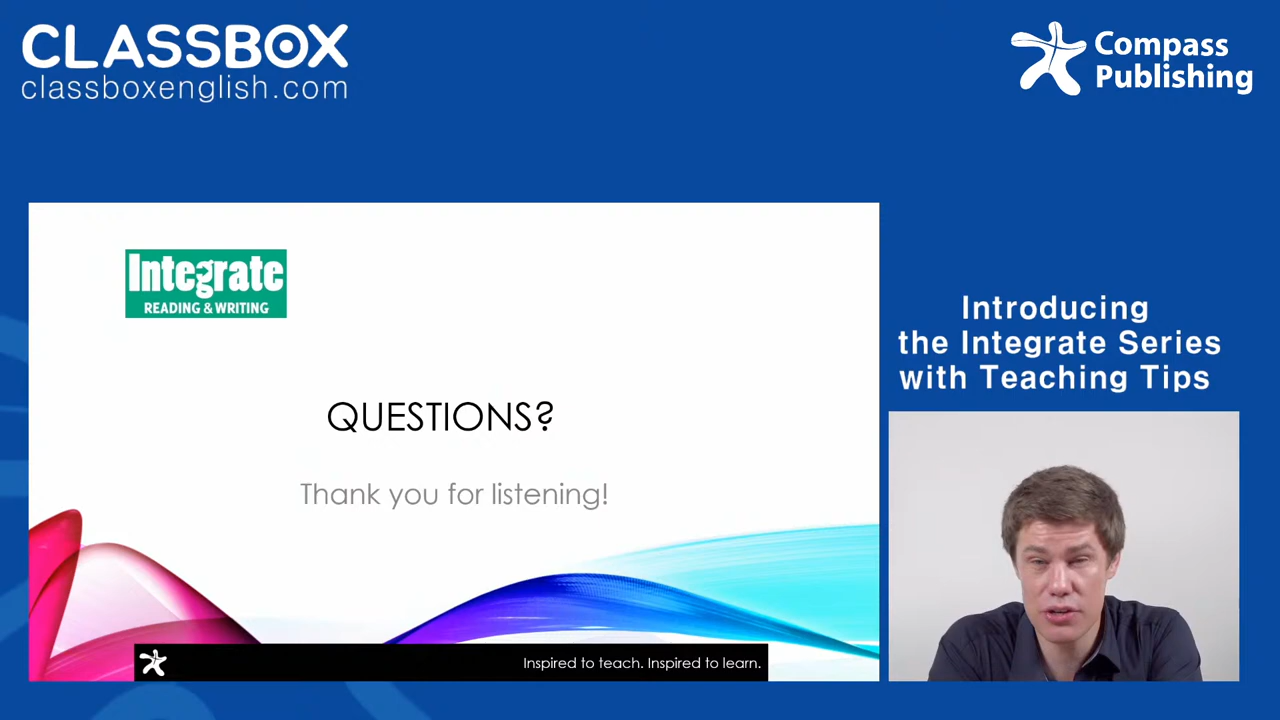 CLASSBOX
classboxenglish.com
Compass
Publishing
Integrate
READING & WRITING
QUESTIONS?
Thank you for listening!
Inspired to teach. Inspired to learn.
Introducing
the Integrate Series
with Teaching Tips